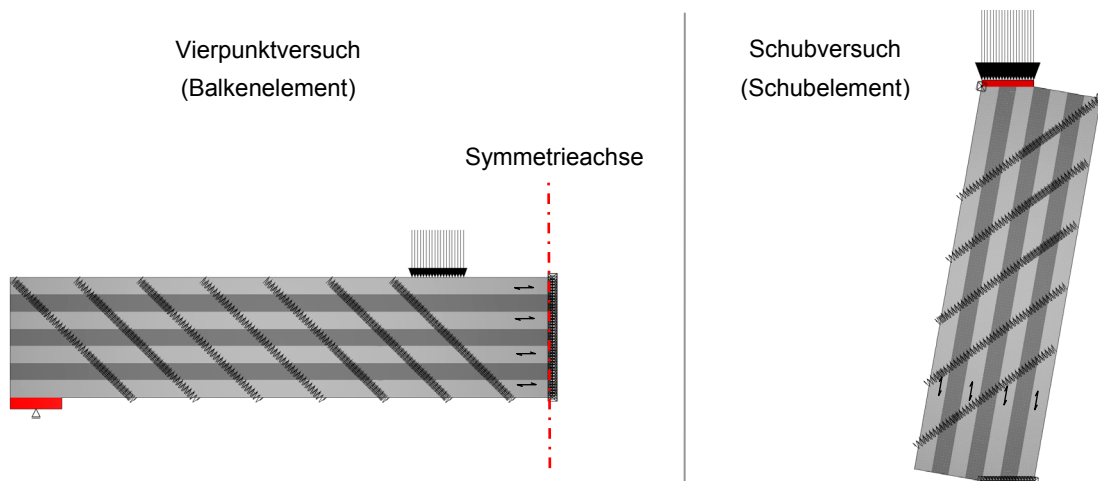 Vierpunktversuch
(Balkenelement)
Symmetrieachse
Schubversuch
(Schubelement)